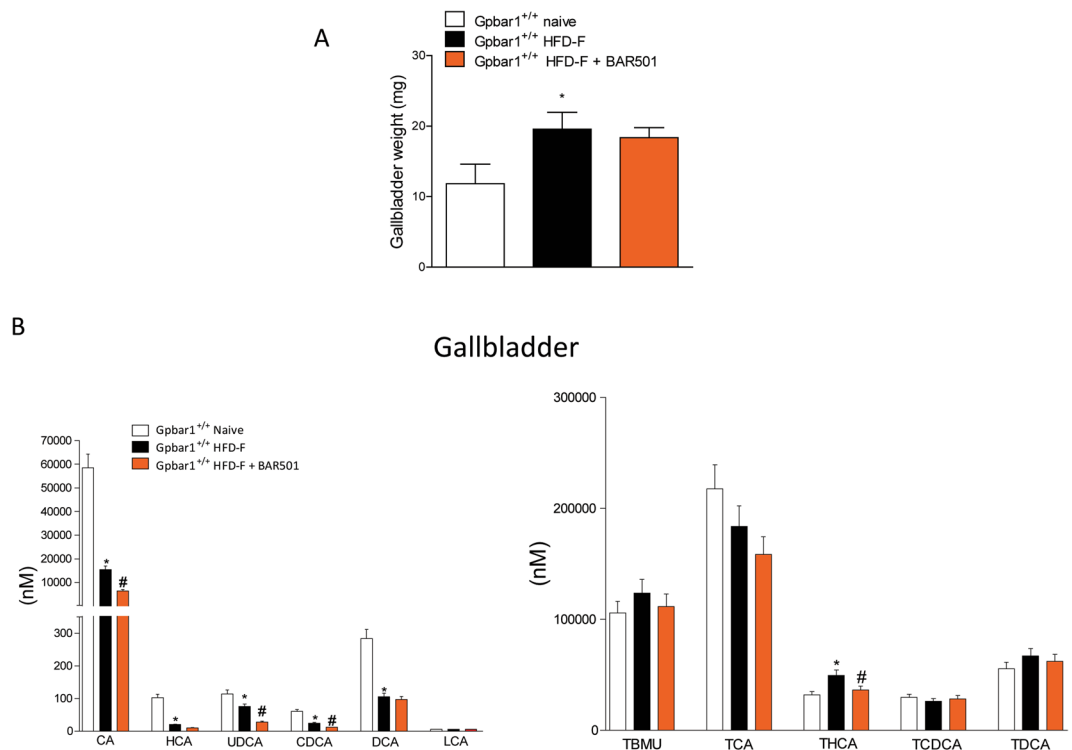 A
Gpbar1+/+ naive
Gpbar1+/+ HFD-F
Gpbar1+/+ HFD-F + BAR501
Gallbladder weight (mg)
30
20
10
0
*
B
Gallbladder
Gpbar1+/+ Naive
Gpbar1+/+ HFD-F
Gpbar1+/+ HFD-F + BAR501
(nM)
70000
60000
50000
40000
30000
20000
10000
300
200
100
0
* #
*
* #
* #
*
CA HCA UDCA CDCA DCA LCA
(nM)
300000
200000
100000
0
* #
TBMU TCA THCA TCDCA TDCA